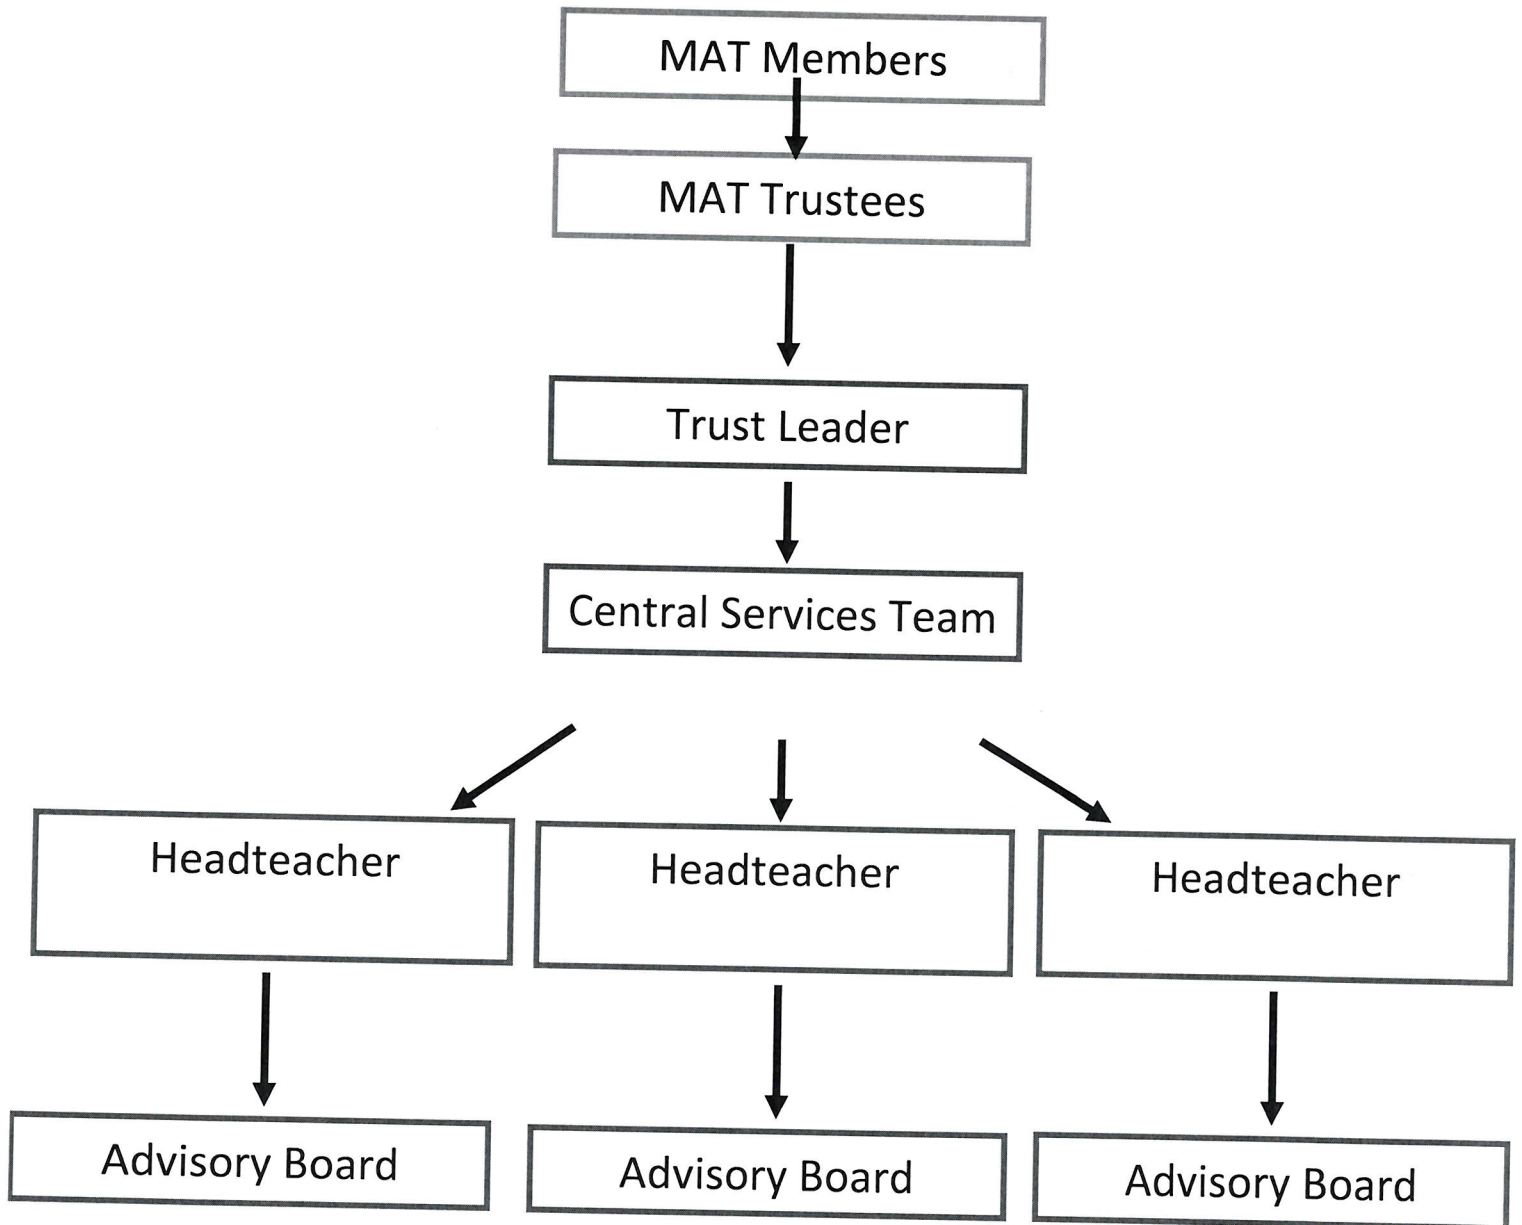 MAT Members
MAT Trustees
Trust Leader
Central Services Team
Headteacher
Headteacher
Headteacher
Advisory Board
Advisory Board
Advisory Board